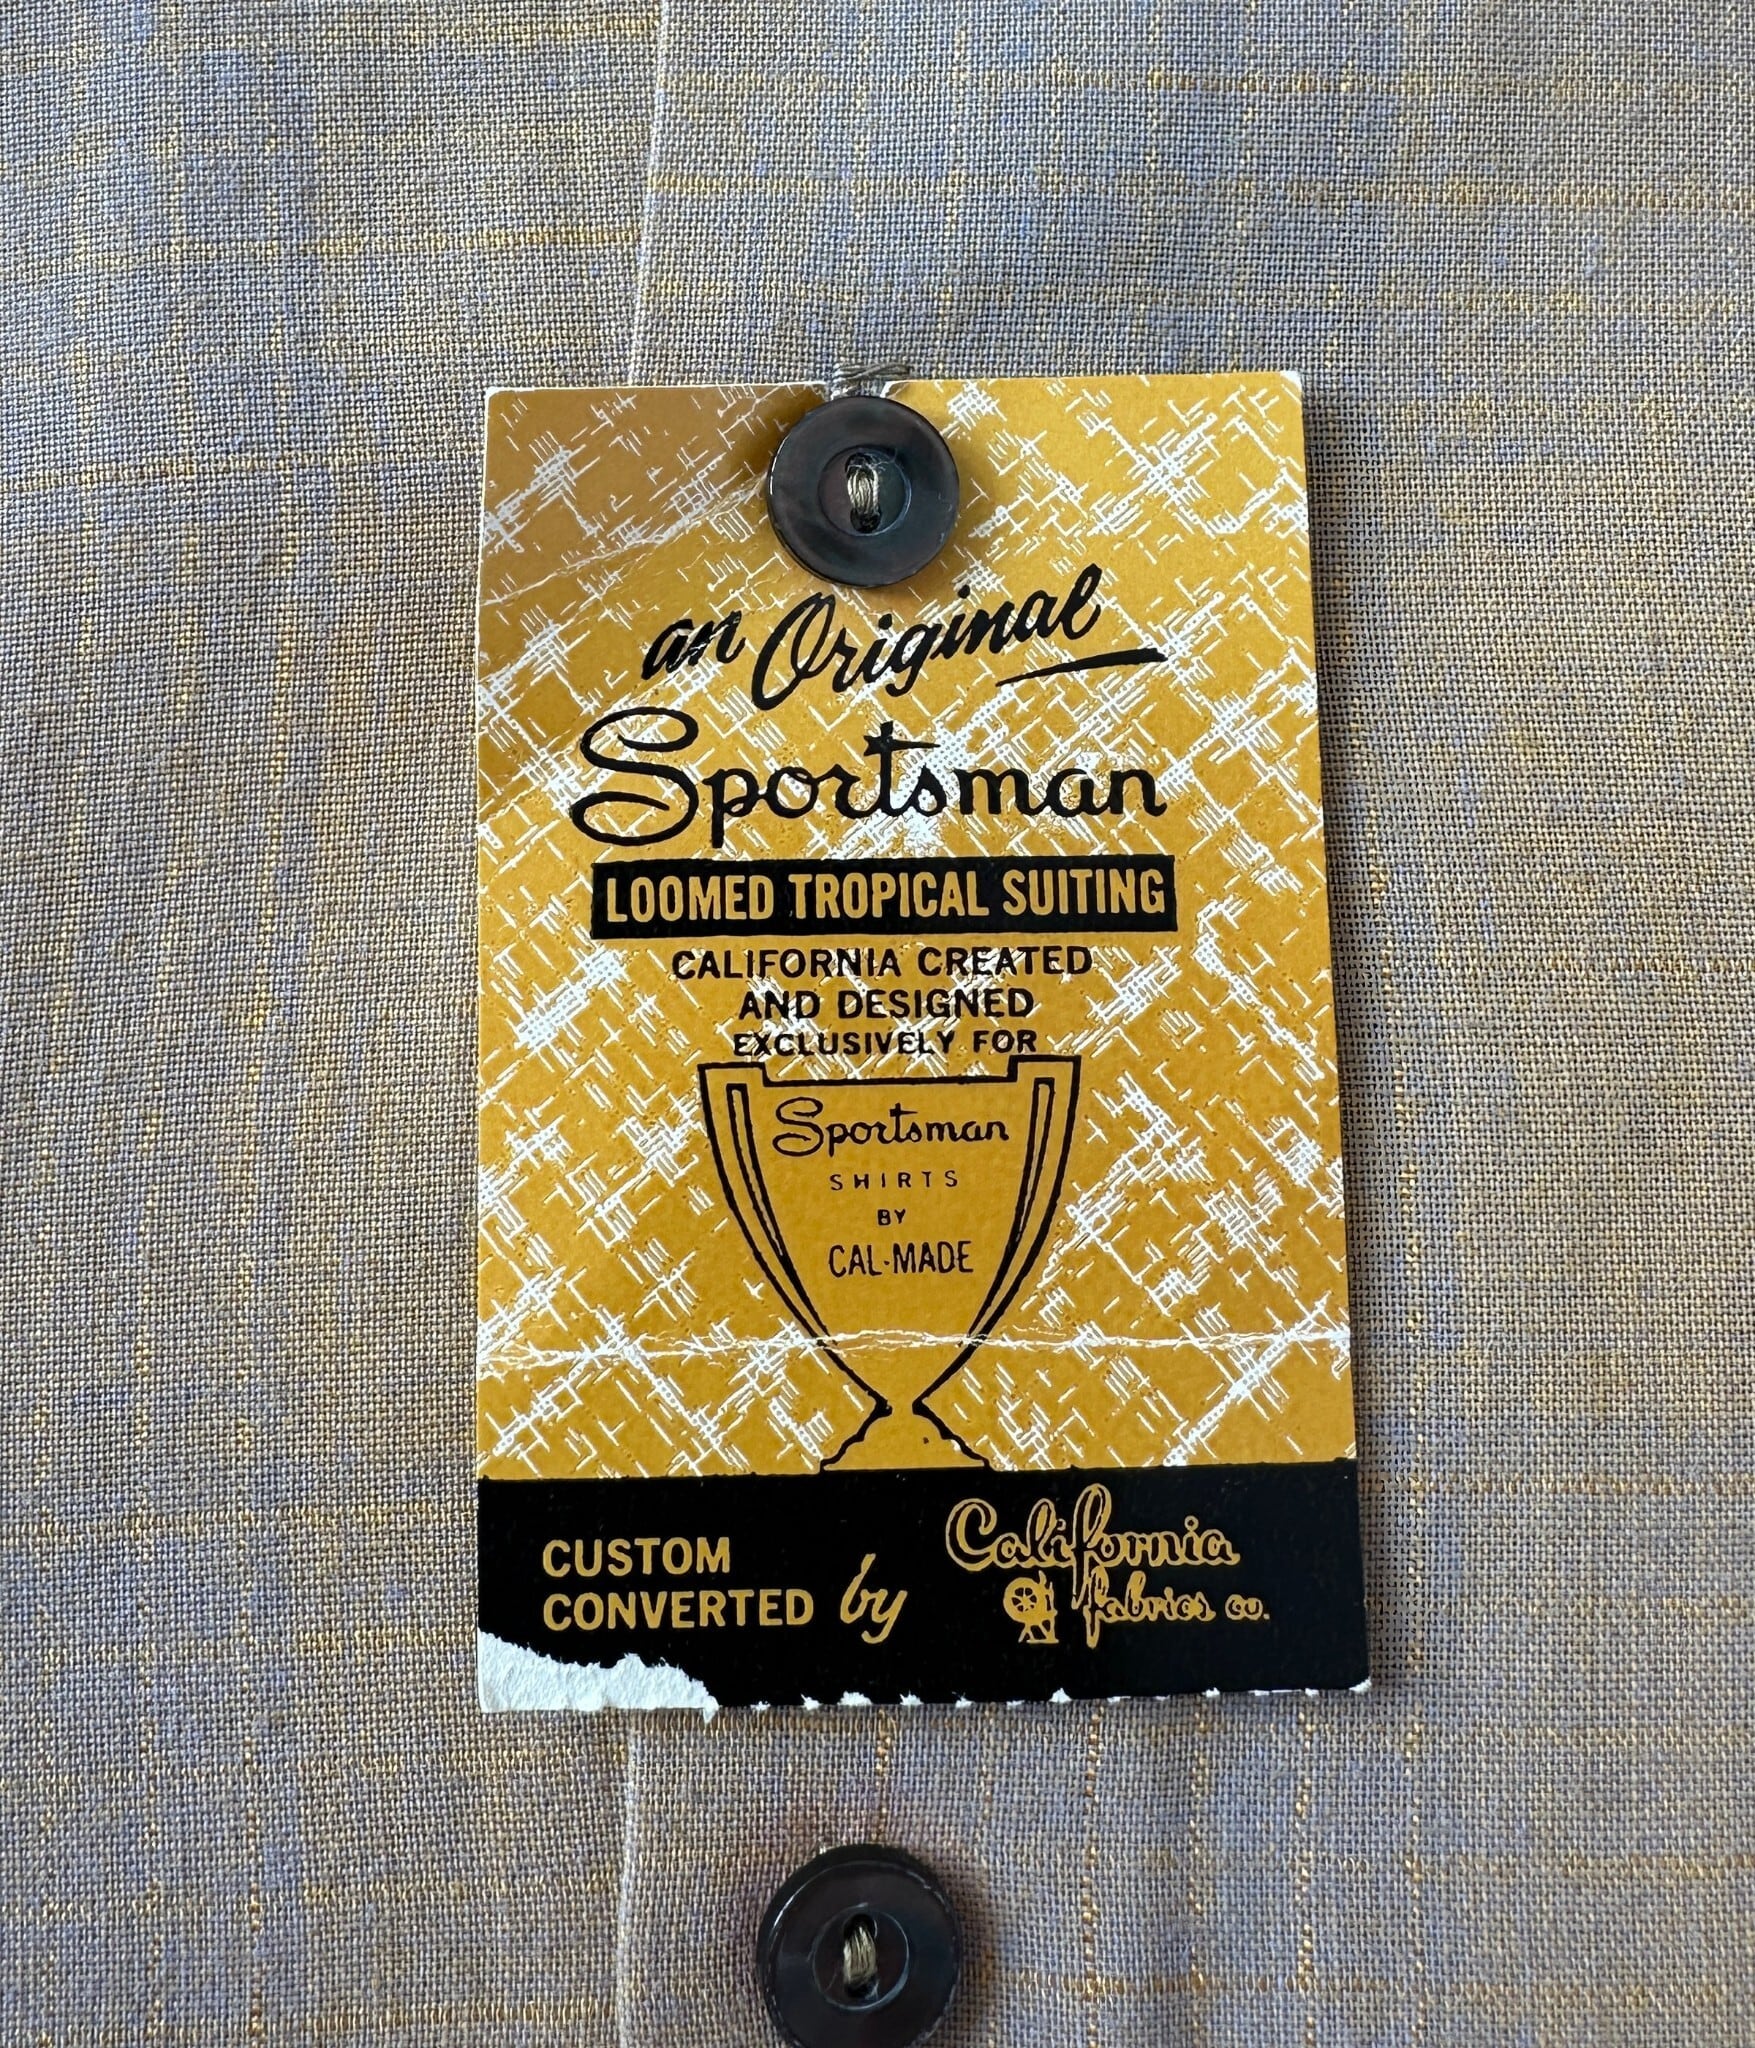 an Original
Sportsman
LOOMED TROPICAL SUITING
CALIFORNIA CREATED
AND DESIGNED
EXCLUSIVELY FOR
Sportsman
SHIRTS
BY
CAL-MADE
CUSTOM
CONVERTED by
California
fabrics co.